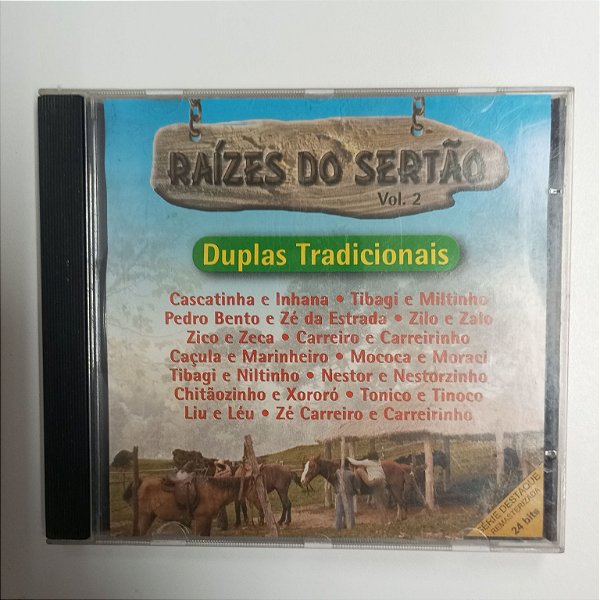 RAÍZES DO SERTÃO
Vol. 2
Duplas Tradicionais
Cascatinha e Inhana • Tibagi e Miltinho
Pedro Bento e Zé da Estrada • Zilo e Zalo
Zico e Zeca • Carreiro e Carreirinho
Caçula e Marinheiro • Mococa e Moraci
Tibagi e Niltinho • Nestor e Nestorzinho
Chitãozinho e Xororó • Tonico e Tinoco
Liu e Léu • Zé Carreiro e Carreirinho
SÉRIE DESTAQUE
REMASTERIZADA
24 bits